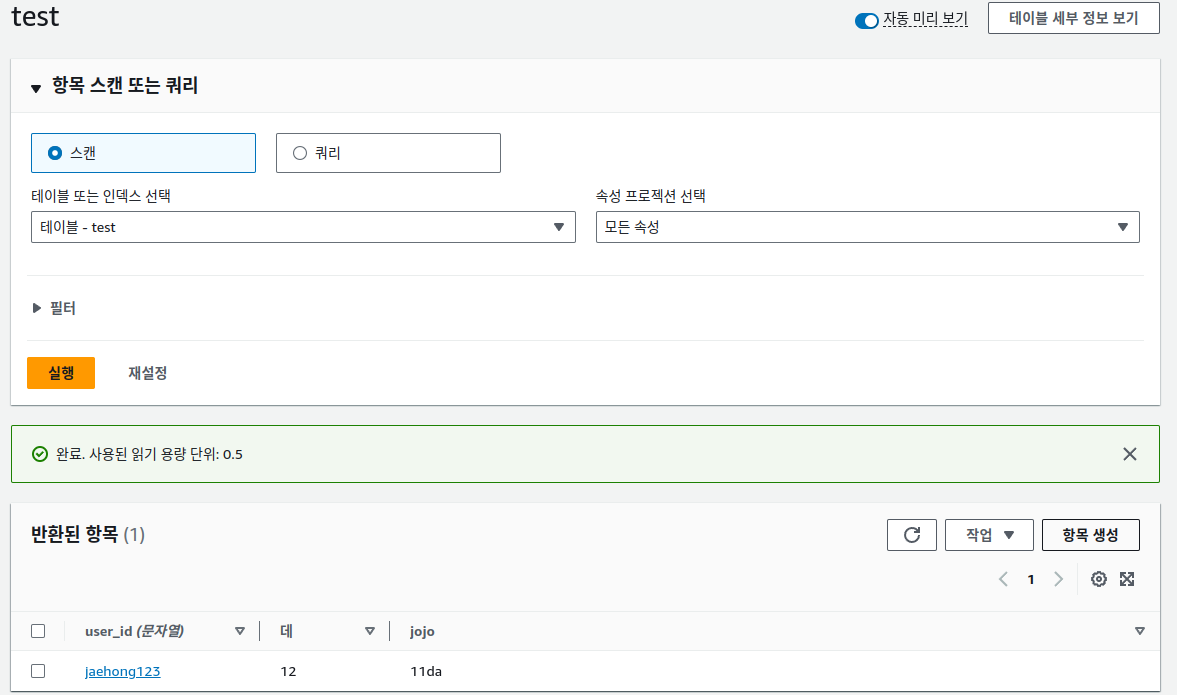 test
자동 미리 보기
테이블 세부 정보 보기
항목 스캔 또는 쿼리
스캔
쿼리
테이블 또는 인덱스 선택
속성 프로젝션 선택
테이블 - test
모든 속성
필터
실행
재설정
완료. 사용된 읽기 용량 단위: 0.5
반환된 항목 (1)
작업
항목 생성
1
user_id (문자열)
데
jojo
jaehong123
12
11da